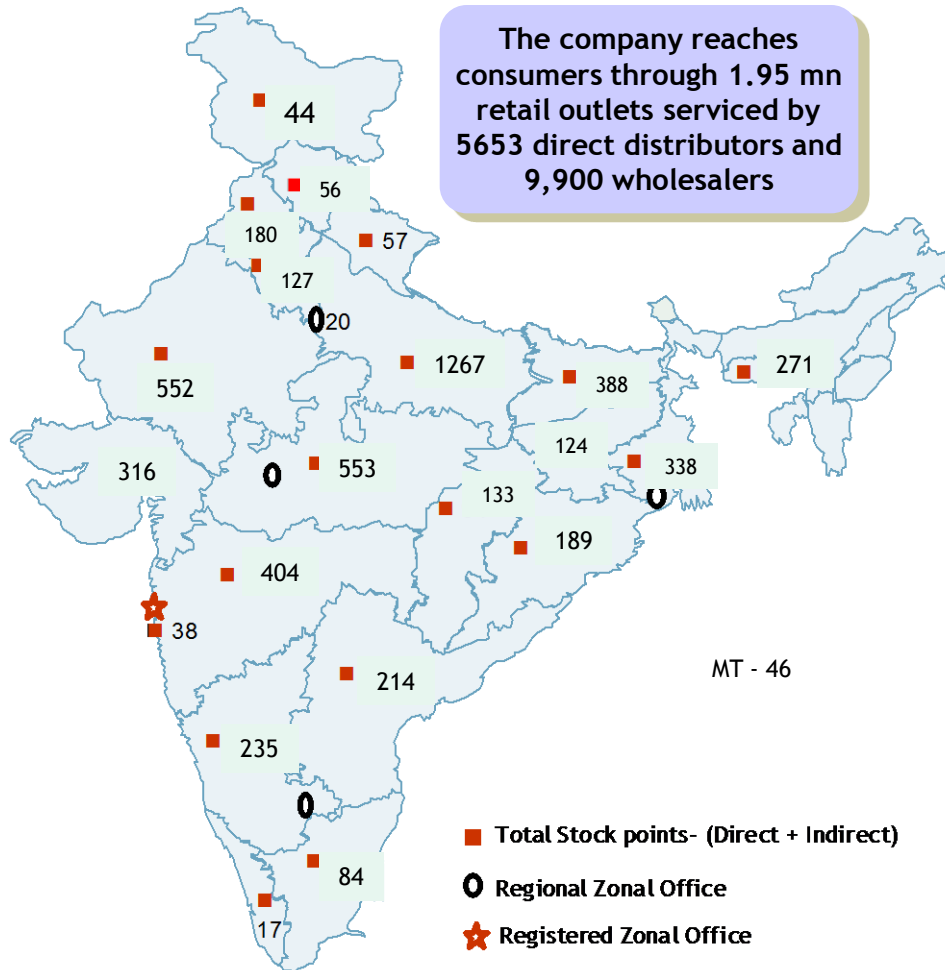 The company reaches
consumers through 1.95 mn
retail outlets serviced by
5653 direct distributors and
9,900 wholesalers
44
56
180
57
127
20
1267
552
388
271
124
316
553
338
133
189
404
38
214
MT - 46
235
84
17
Total Stock points- (Direct + Indirect)
Regional Zonal Office
Registered Zonal Office